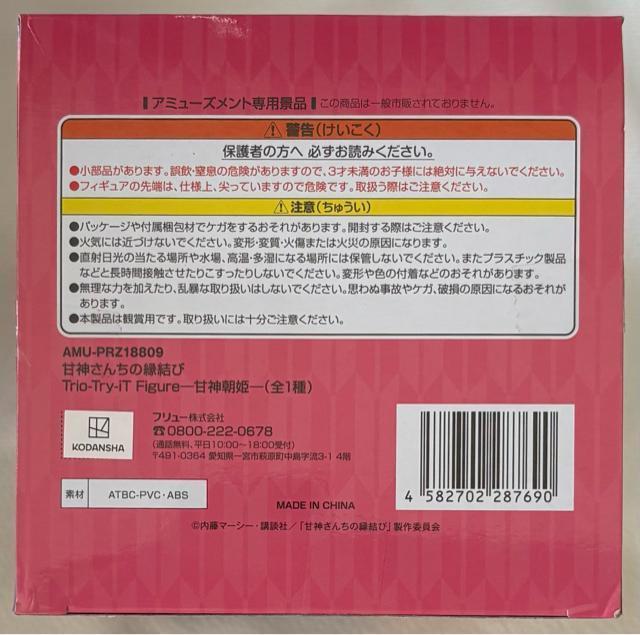 アミューズメント専用景品 この商品は一般市販されておりません。
⚠警告(けいこく)
保護者の方へ 必ずお読みください。
●小部品があります。誤飲・窒息の危険がありますので、3才未満のお子様には絶対に与えないでください。
●フィギュアの先端は、仕様上、尖っていますので危険です。取扱う際はご注意ください。
⚠注意(ちゅうい)
●パッケージや付属梱包材でケガをするおそれがあります。開封する際はご注意ください。
●火気には近づけないでください。変形・変質・火傷または火災の原因になります。
●直射日光の当たる場所や水場、高温・多湿になる場所には保管しないでください。またプラスチック製品
などと長時間接触させたりこすったりしないでください。変形や色の付着などのおそれがあります。
●無理な力を加えたり、乱暴な取り扱いはしないでください。思わぬ事故やケガ、破損の原因になるおそれが
あります。
●本製品は観賞用です。取り扱いには十分ご注意ください。
AMU-PRZ18809
甘神さんちの縁結び
Trio-Try-iT Figure―甘神朝姫―(全1種)
KODANSHA
フリュー株式会社
☎0800-222-0678
(通話無料、平日10:00～18:00受付)
〒491-0364 愛知県一宮市萩原町中島字流3-1 4階
素材 ATBC-PVC・ABS
4 582702 287690
MADE IN CHINA
©内藤マーシー・講談社/「甘神さんちの縁結び」製作委員会